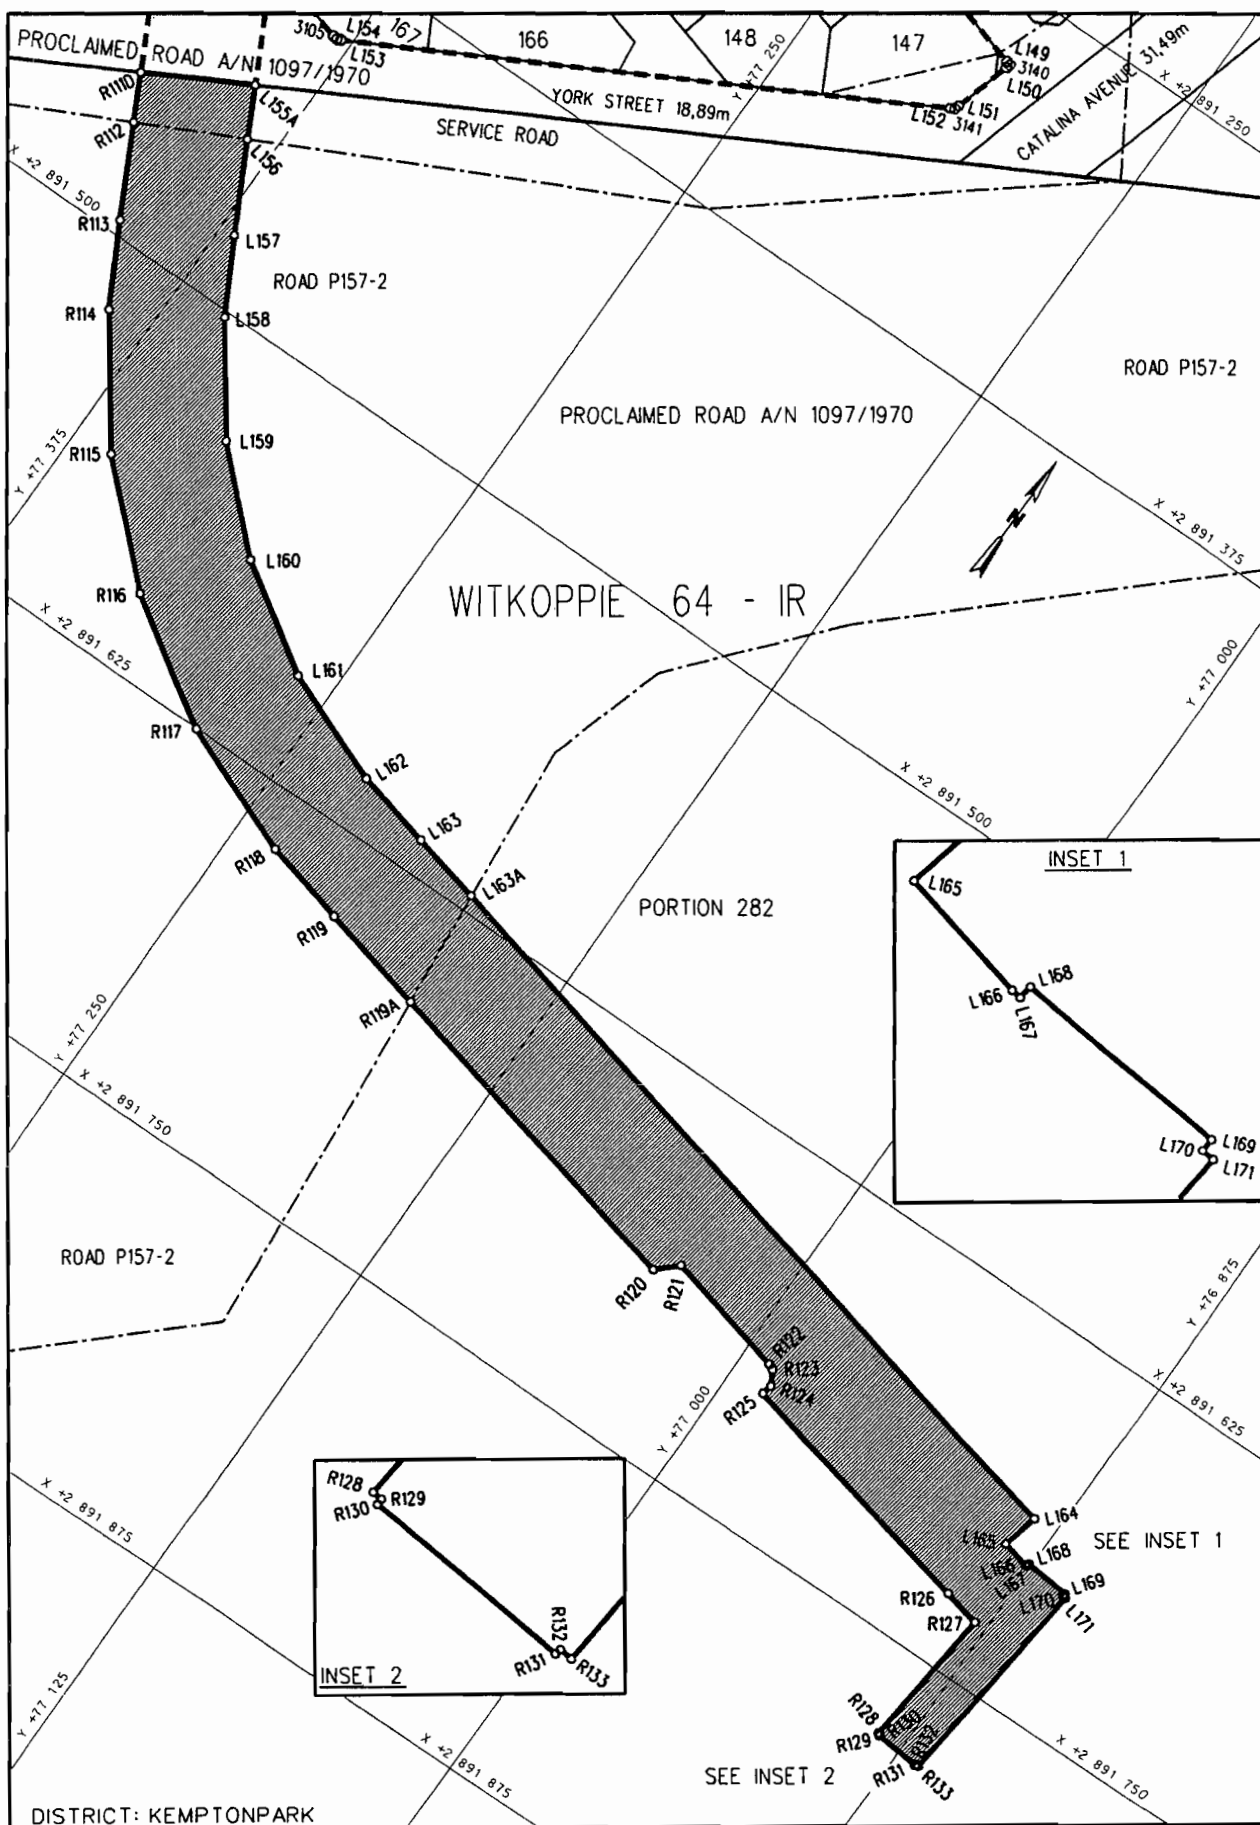 PROCLAIMED ROAD A/N 1097/1970
3105
L154
L153
167
166
148
147
Y +77 250
L149
3140
L150
L151
L152 3141
CATALINA AVENUE 31,49m
X +2 891 250
YORK STREET 18,89m
SERVICE ROAD
R111D
L155A
R112
L156
X +2 891 500
R113
L157
ROAD P157-2
R114
L158
ROAD P157-2
PROCLAIMED ROAD A/N 1097/1970
Y +77 375
R115
L159
N
X +2 891 375
R116
L160
WITKOPPIE 64 - IR
X +2 891 625
L161
Y +77 000
R117
L162
X +2 891 500
R118
L163
L163A
R119
PORTION 282
INSET 1
L165
L166
L167
L168
L169
L170
L171
R119A
Y +77 250
X +2 891 750
ROAD P157-2
R120
R121
Y +76 875
R122
R123
R124
R125
X +2 891 625
Y +77 000
INSET 2
R128
R129
R130
R131
R132
R133
X +2 891 875
L164
L165
SEE INSET 1
L166
L167
L168
L169
L170
L171
R126
R127
Y +77 125
R128
R129
R130
R131
R132
R133
X +2 891 750
SEE INSET 2
X +2 891 875
DISTRICT: KEMPTONPARK